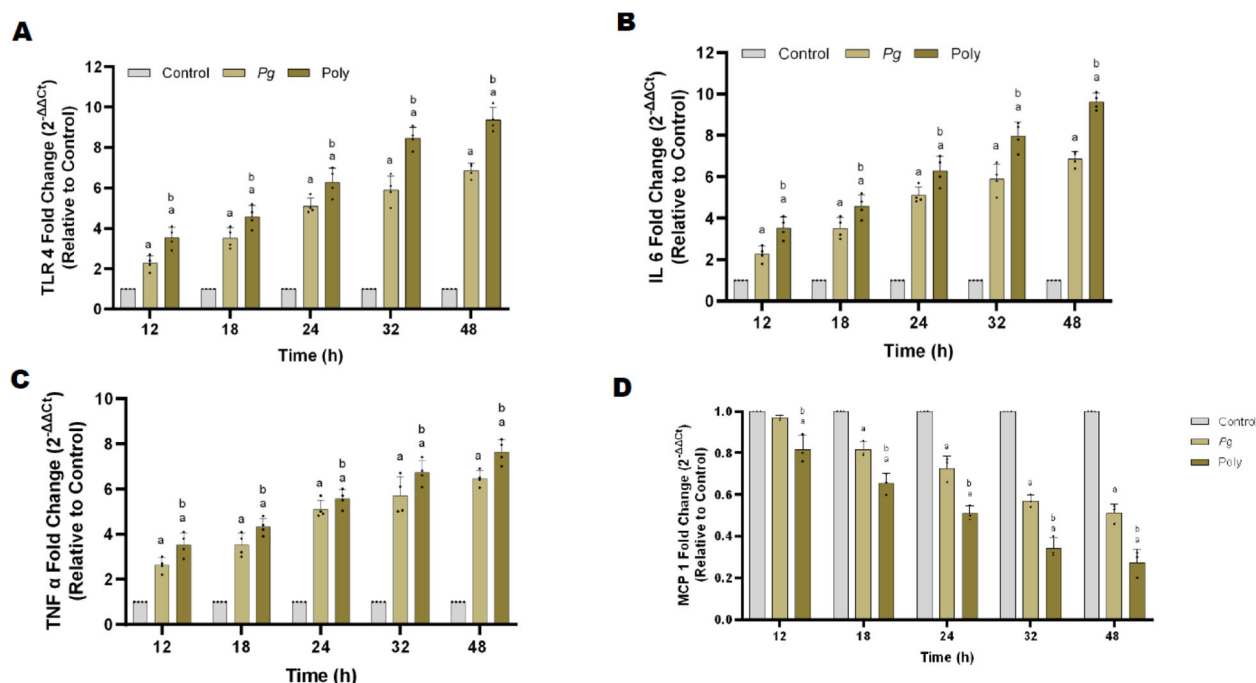 A
Control Pg Poly
TLR 4 Fold Change (2^-ΔΔCt)
(Relative to Control)
12
10
8
6
4
2
0
a b a a b a a b a a b a a b a
12 18 24 32 48
Time (h)
B
Control Pg Poly
IL 6 Fold Change (2^-ΔΔCt)
(Relative to Control)
12
10
8
6
4
2
0
a b a a b a a b a a b a a b a
12 18 24 32 48
Time (h)
C
TNF α Fold Change (2^-ΔΔCt)
(Relative to Control)
10
8
6
4
2
0
a b a a b a a b a a b a a b a
12 18 24 32 48
Time (h)
D
MCP 1 Fold Change (2^-ΔΔCt)
(Relative to Control)
1.0
0.8
0.6
0.4
0.2
0.0
b a a b a a b a a b a a b a
12 18 24 32 48
Time (h)
Control
Pg
Poly